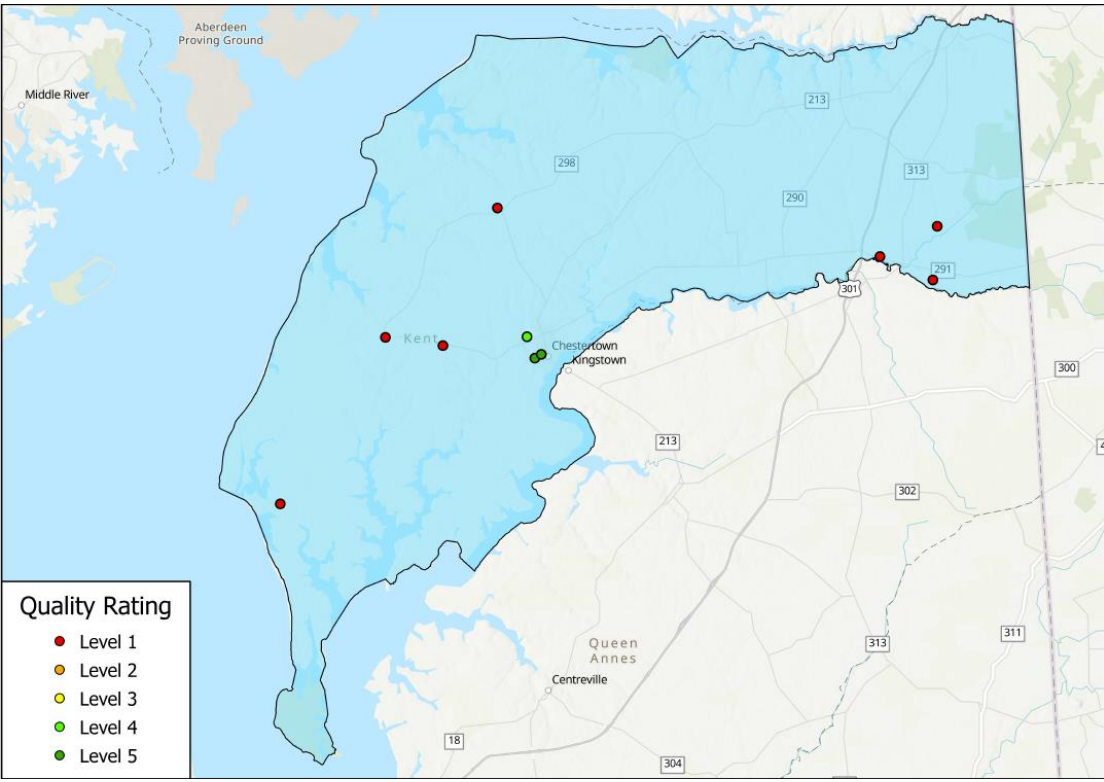 Aberdeen
Proving Ground
Middle River
213
298
313
290
291
301
Kent
Chestertown
Kingstown
300
213
302
Queen
Annes
313
311
Centreville
18
304
Quality Rating
Level 1
Level 2
Level 3
Level 4
Level 5